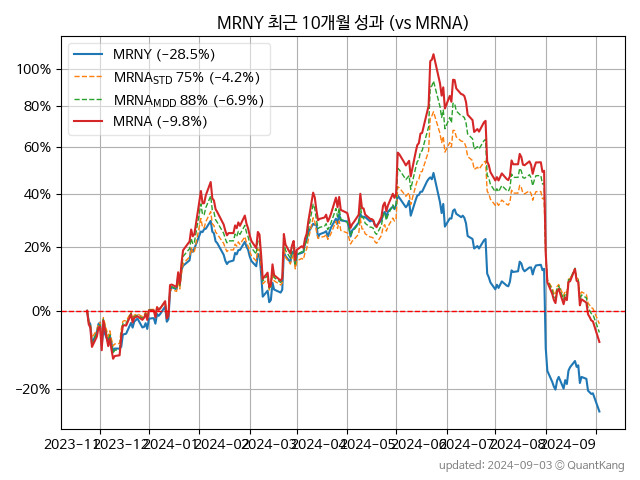 MRNY 최근 10개월 성과 (vs MRNA)
MRNY (−28.5%)
MRNA_STD 75% (−4.2%)
MRNA_MDD 88% (−6.9%)
MRNA (−9.8%)
100%
80%
60%
40%
20%
0%
−20%
2023−11 2023−12 2024−01 2024−02 2024−03 2024−04 2024−05 2024−06 2024−07 2024−08 2024−09
updated: 2024-09-03 © QuantKang